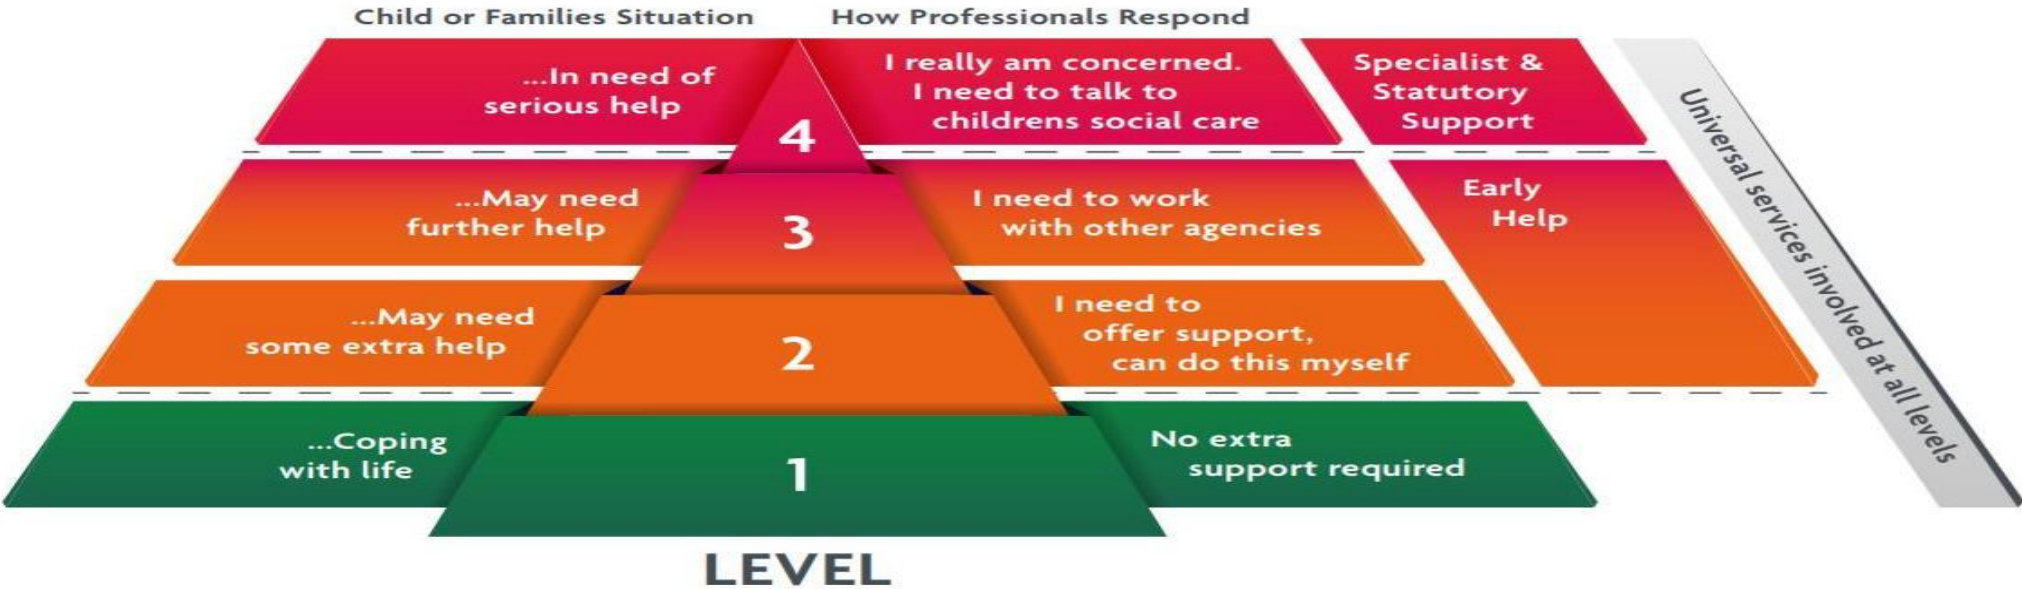 Child or Families Situation
How Professionals Respond
...In need of
serious help
4
I really am concerned.
I need to talk to
childrens social care
Specialist &
Statutory
Support
...May need
further help
3
I need to work
with other agencies
Early
Help
...May need
some extra help
2
I need to
offer support,
can do this myself
...Coping
with life
1
No extra
support required
Universal services involved at all levels
LEVEL